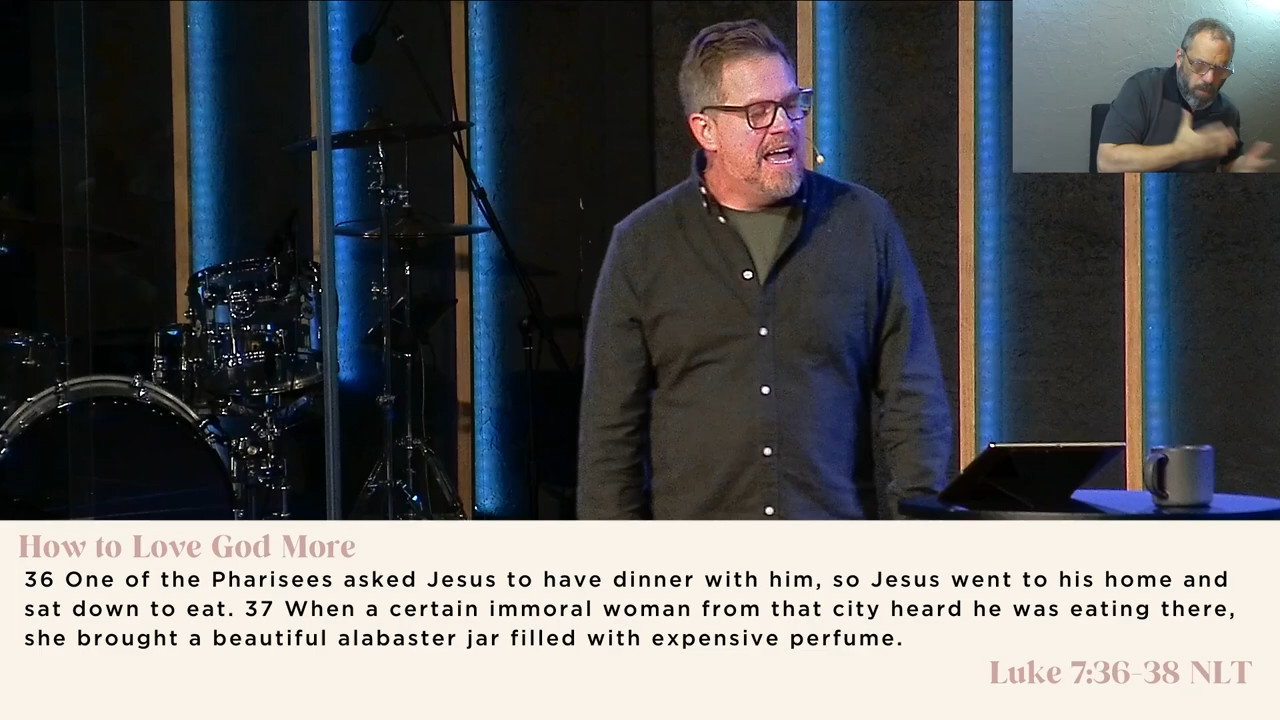 How to Love God More
36 One of the Pharisees asked Jesus to have dinner with him, so Jesus went to his home and
sat down to eat. 37 When a certain immoral woman from that city heard he was eating there,
she brought a beautiful alabaster jar filled with expensive perfume.
Luke 7:36-38 NLT